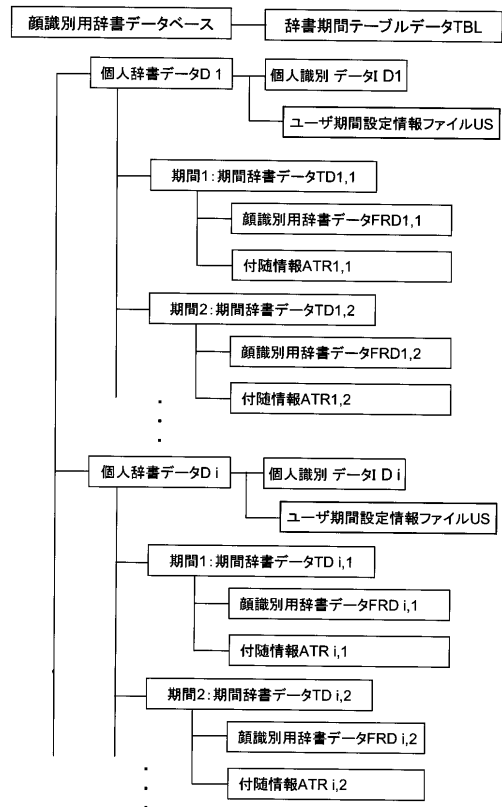 顔識別用辞書データベース
辞書期間テーブルデータTBL
個人辞書データD 1
個人識別 データI D1
ユーザ期間設定情報ファイルUS
期間1：期間辞書データTD1,1
顔識別用辞書データFRD1,1
付随情報ATR1,1
期間2：期間辞書データTD1,2
顔識別用辞書データFRD1,2
付随情報ATR1,2
個人辞書データD i
個人識別 データI D i
ユーザ期間設定情報ファイルUS
期間1：期間辞書データTD i,1
顔識別用辞書データFRD i,1
付随情報ATR i,1
期間2：期間辞書データTD i,2
顔識別用辞書データFRD i,2
付随情報ATR i,2